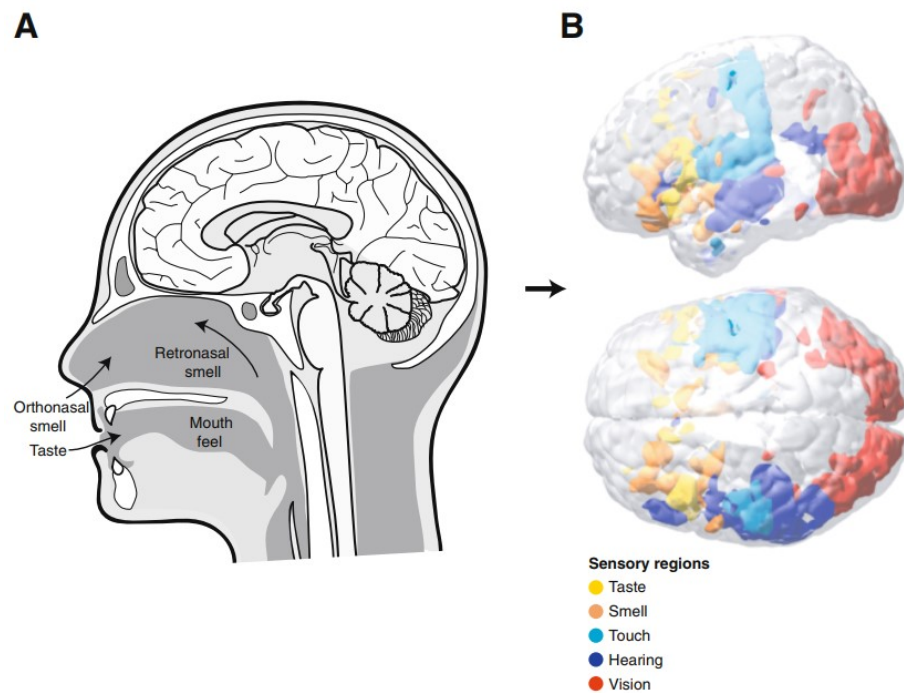 A
B
Retronasal
smell
Orthonasal
smell
Mouth
feel
Taste
Sensory regions
Taste
Smell
Touch
Hearing
Vision